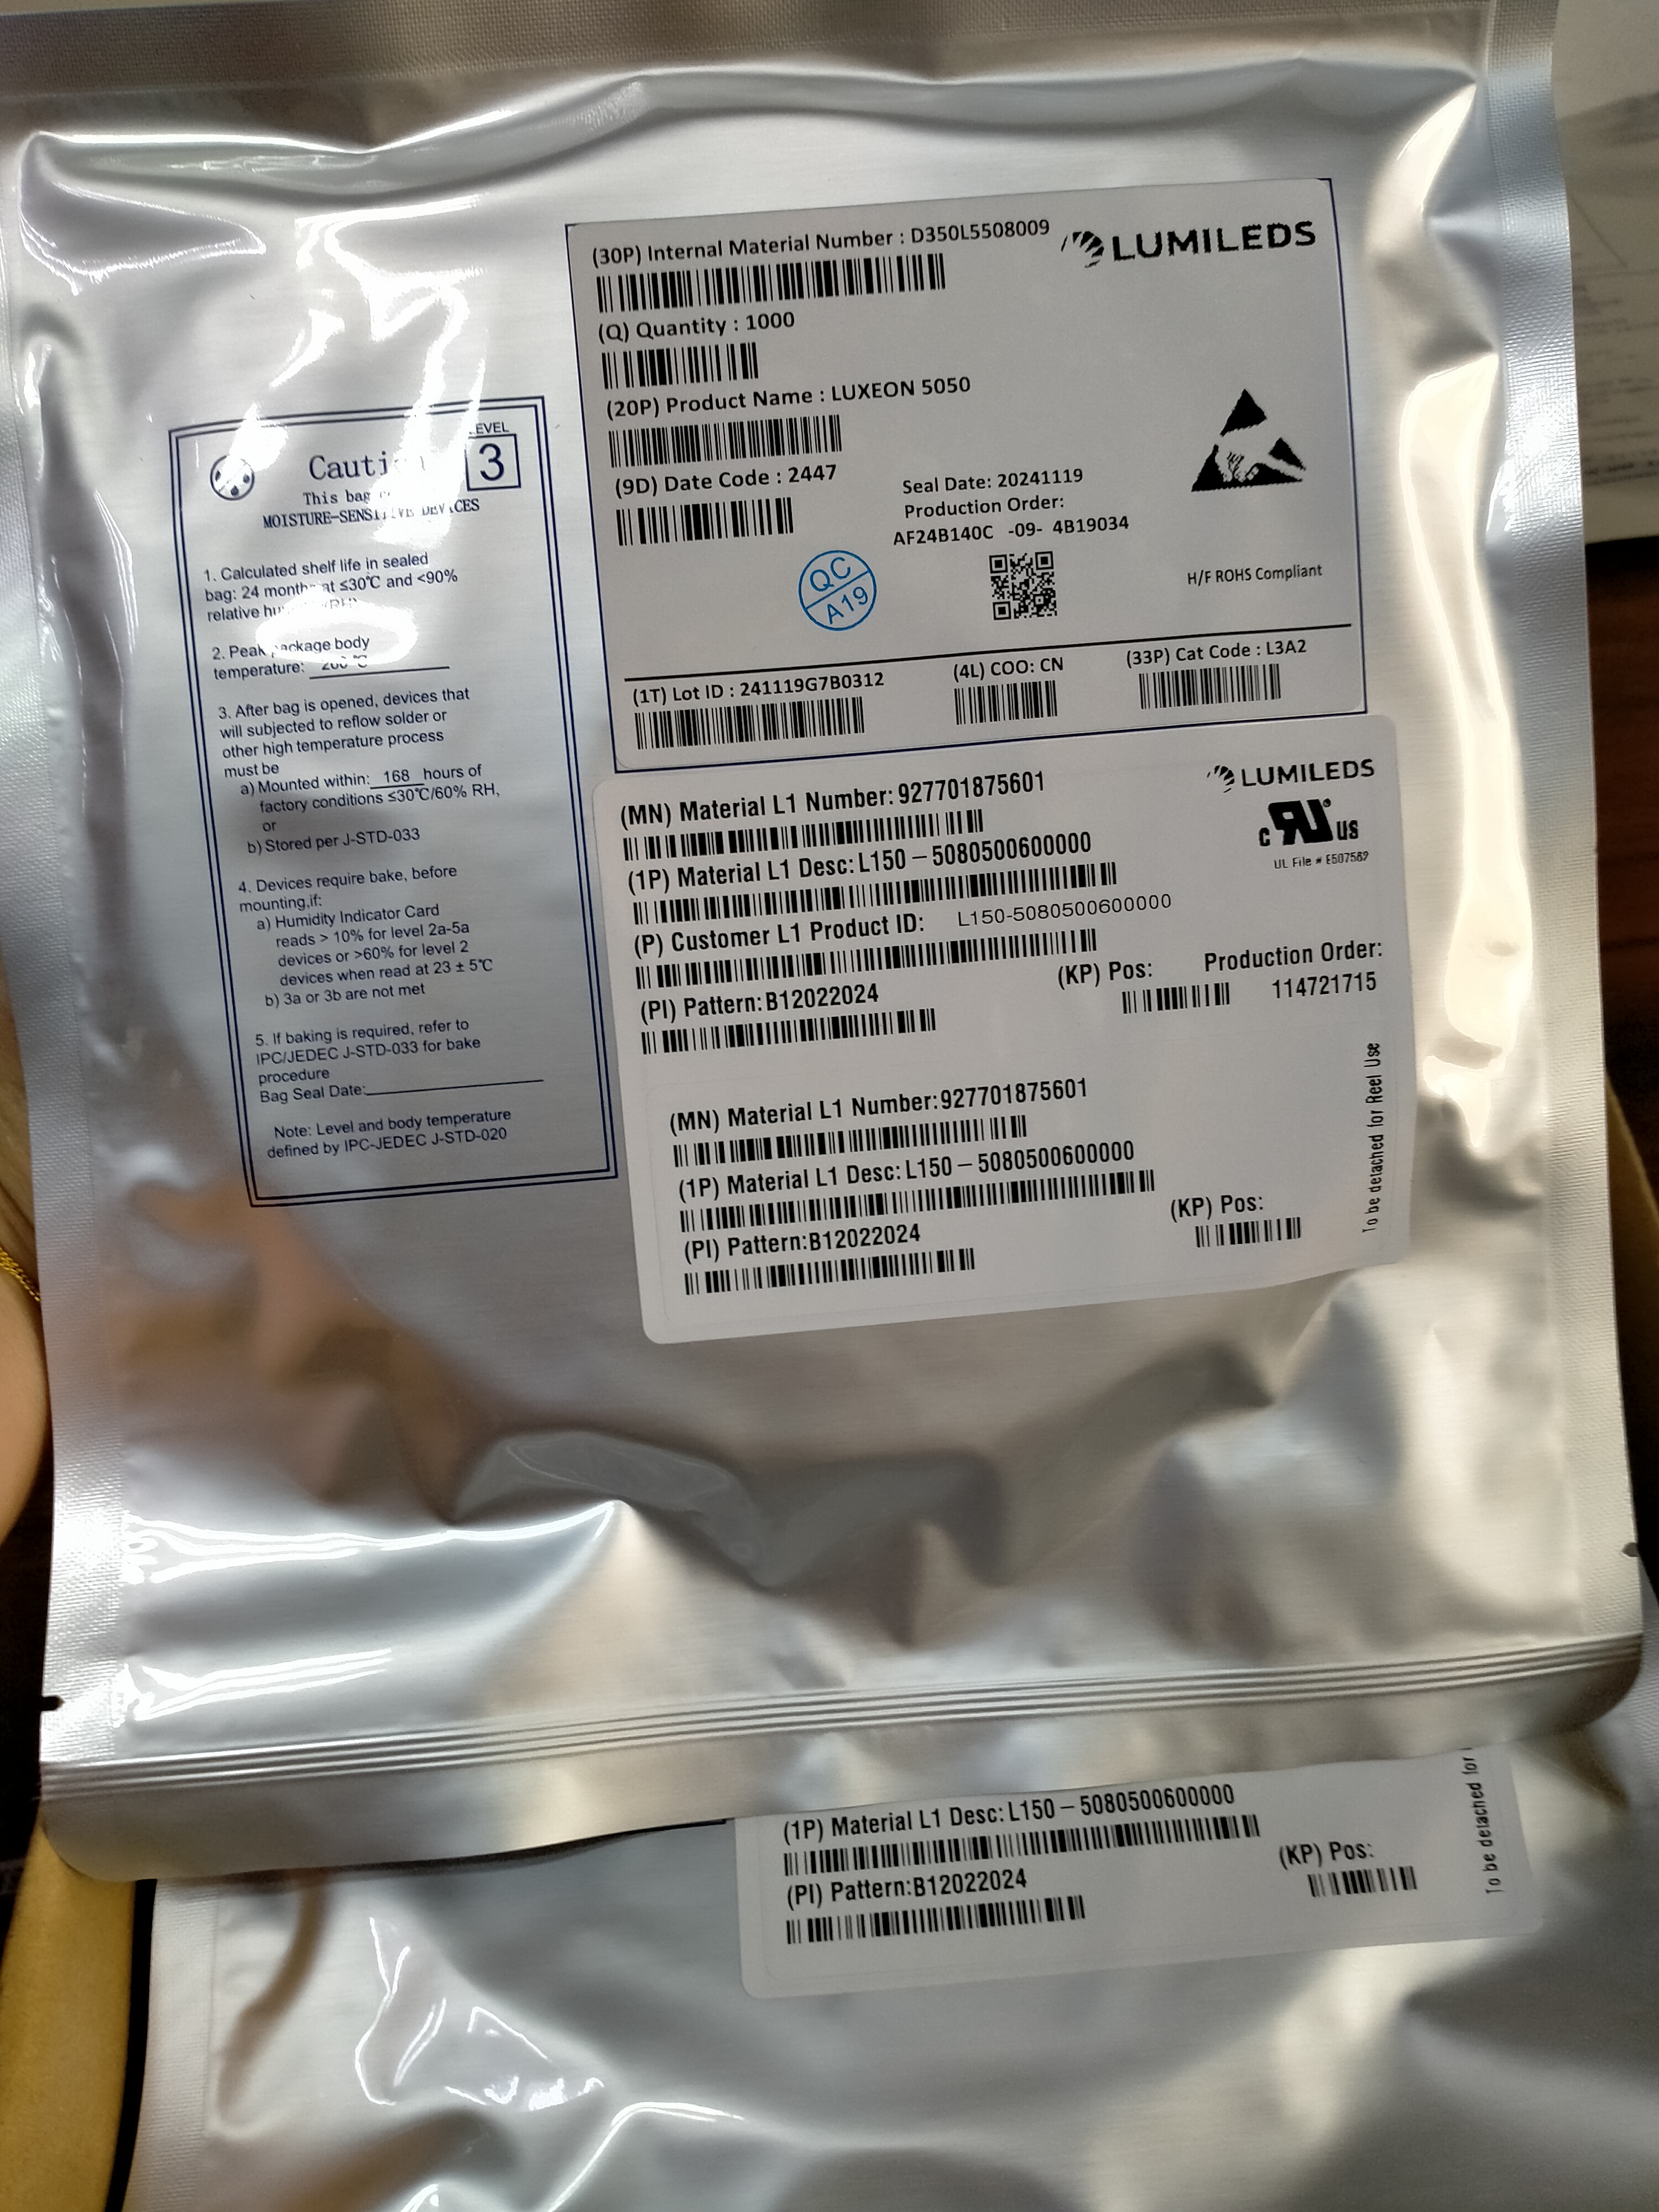 (30P) Internal Material Number : D350L5508009
LUMILEDS
(Q) Quantity : 1000
(20P) Product Name : LUXEON 5050
(9D) Date Code : 2447
Seal Date: 20241119
Production Order:
AF24B140C -09- 4B19034
QC
A19
H/F ROHS Compliant
(1T) Lot ID : 241119G7B0312
(4L) COO: CN
(33P) Cat Code : L3A2
LEVEL
3
This bag
MOISTURE-SENSITIVE DEVICES
1. Calculated shelf life in sealed
bag: 24 months at ≤30℃ and <90%
relative
2. Peak package body
temperature:
3. After bag is opened, devices that
will subjected to reflow solder or
other high temperature process
must be
a) Mounted within: 168 hours of
factory conditions ≤30℃/60% RH,
or
b) Stored per J-STD-033
4. Devices require bake, before
mounting,if:
a) Humidity Indicator Card
reads > 10% for level 2a-5a
devices or >60% for level 2
devices when read at 23 ± 5℃
b) 3a or 3b are not met
5. If baking is required, refer to
IPC/JEDEC J-STD-033 for bake
procedure
Bag Seal Date:
Note: Level and body temperature
defined by IPC-JEDEC J-STD-020
(MN) Material L1 Number: 927701875601
LUMILEDS
c RU US
UL File # E507562
(1P) Material L1 Desc: L150 – 5080500600000
(P) Customer L1 Product ID: L150-5080500600000
(PI) Pattern: B12022024
(KP) Pos:
Production Order:
114721715
(MN) Material L1 Number: 927701875601
(1P) Material L1 Desc: L150 – 5080500600000
(PI) Pattern: B12022024
(KP) Pos:
To be detached for Reel Use
(1P) Material L1 Desc: L150 – 5080500600000
(PI) Pattern: B12022024
(KP) Pos:
To be detached for